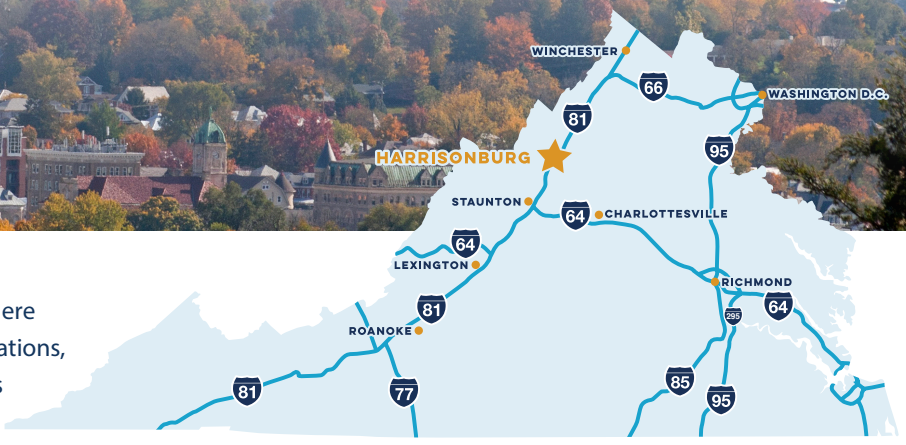 WINCHESTER
66
WASHINGTON D.C.
81
95
HARRISONBURG
STAUNTON
64
CHARLOTTESVILLE
64
LEXINGTON
RICHMOND
81
64
295
ROANOKE
ere
ations,
s
81
77
85
95